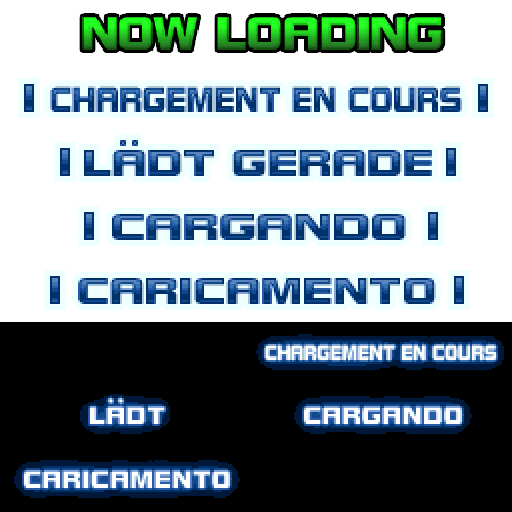 NOW LOADING
| CHARGEMENT EN COURS |
| LÄDT GERADE |
| CARGANDO |
| CARICAMENTO |
CHARGEMENT EN COURS
LÄDT
CARGANDO
CARICAMENTO